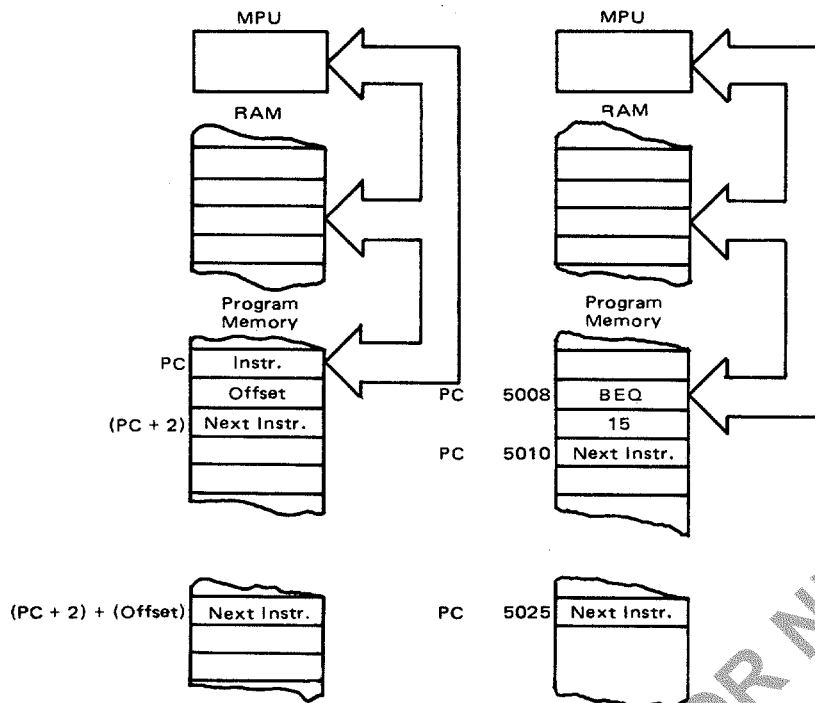 MPU
RAM
Program
Memory
PC Instr.
Offset
(PC + 2) Next Instr.
(PC + 2) + (Offset) Next Instr.
MPU
RAM
Program
Memory
PC 5008 BEQ
15
PC 5010 Next Instr.
PC 5025 Next Instr.